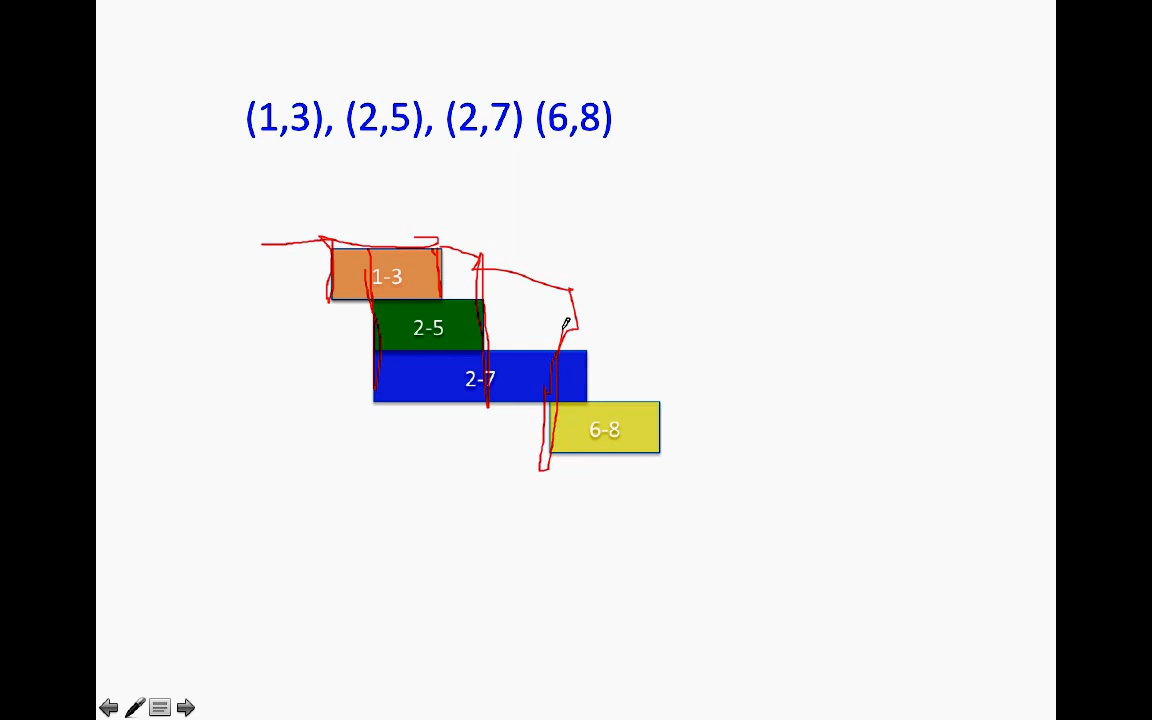 (1,3), (2,5), (2,7) (6,8)
1-3
2-5
2-7
6-8